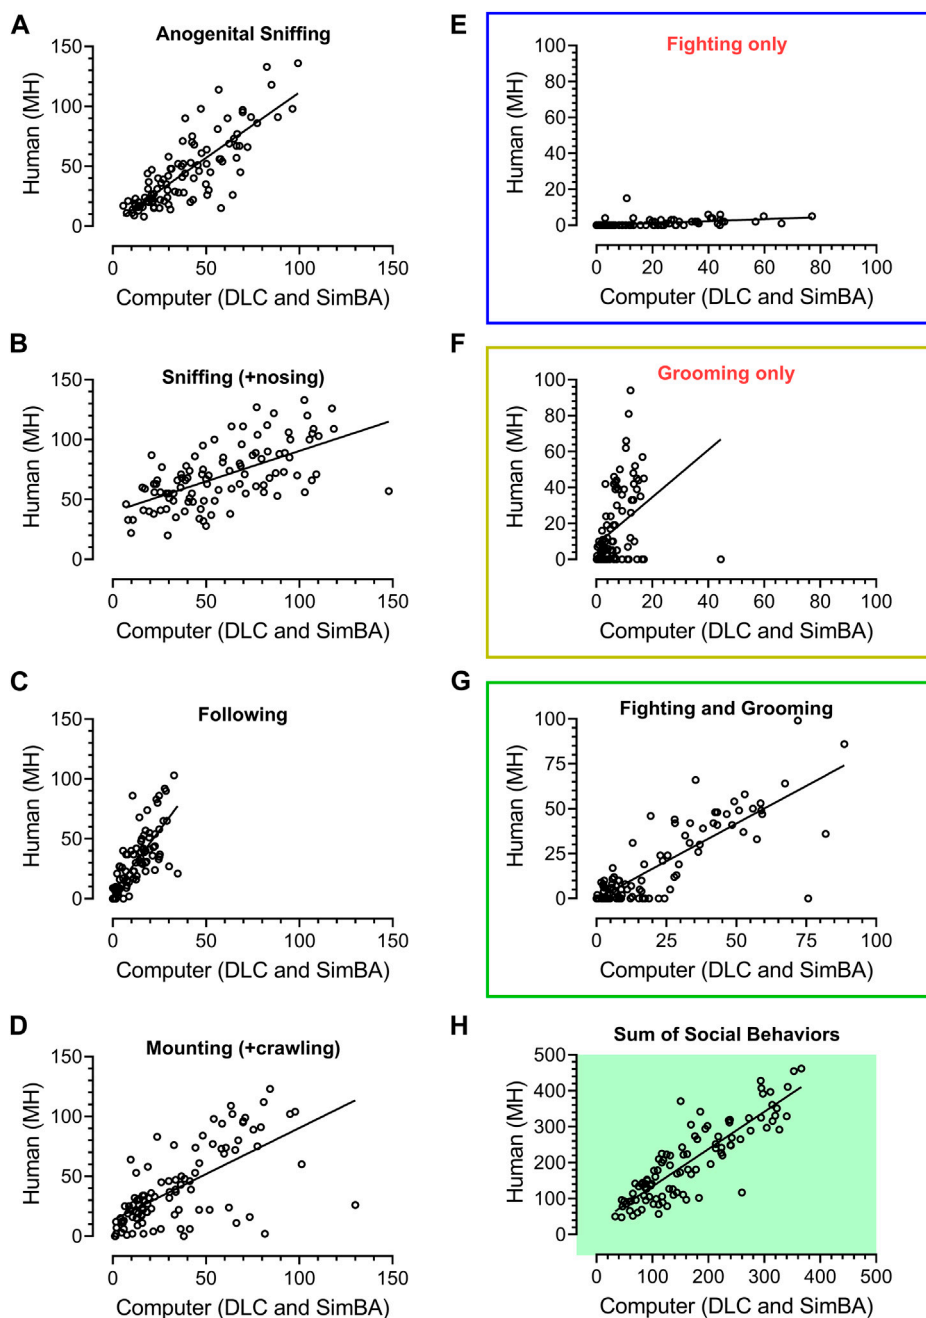 A
Anogenital Sniffing
150
100
50
0
Human (MH)
0 50 100 150
Computer (DLC and SimBA)
B
Sniffing (+nosing)
150
100
50
0
Human (MH)
0 50 100 150
Computer (DLC and SimBA)
C
Following
150
100
50
0
Human (MH)
0 50 100 150
Computer (DLC and SimBA)
D
Mounting (+crawling)
150
100
50
0
Human (MH)
0 50 100 150
Computer (DLC and SimBA)
E
Fighting only
100
80
60
40
20
0
Human (MH)
0 20 40 60 80 100
Computer (DLC and SimBA)
F
Grooming only
100
80
60
40
20
0
Human (MH)
0 20 40 60 80 100
Computer (DLC and SimBA)
G
Fighting and Grooming
100
75
50
25
0
Human (MH)
0 25 50 75 100
Computer (DLC and SimBA)
H
Sum of Social Behaviors
500
400
300
200
100
0
Human (MH)
0 100 200 300 400 500
Computer (DLC and SimBA)